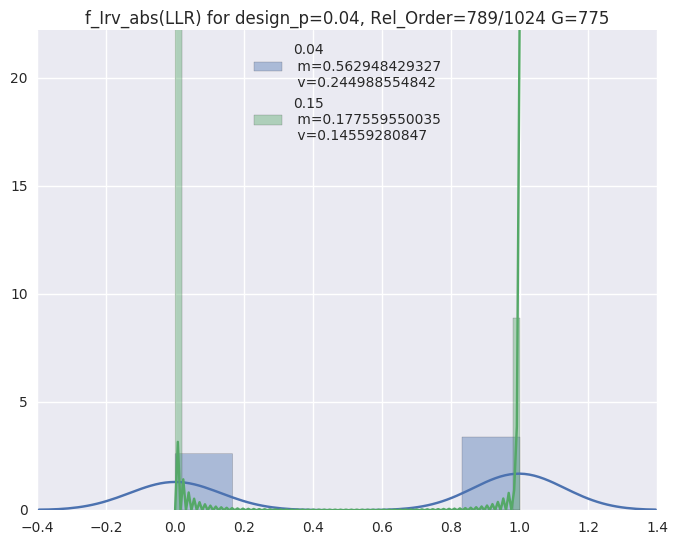 f_Irv_abs(LLR) for design_p=0.04, Rel_Order=789/1024 G=775
0.04
m=0.562948429327
v=0.244988554842
0.15
m=0.177559550035
v=0.14559280847
20
15
10
5
0
−0.4 −0.2 0.0 0.2 0.4 0.6 0.8 1.0 1.2 1.4